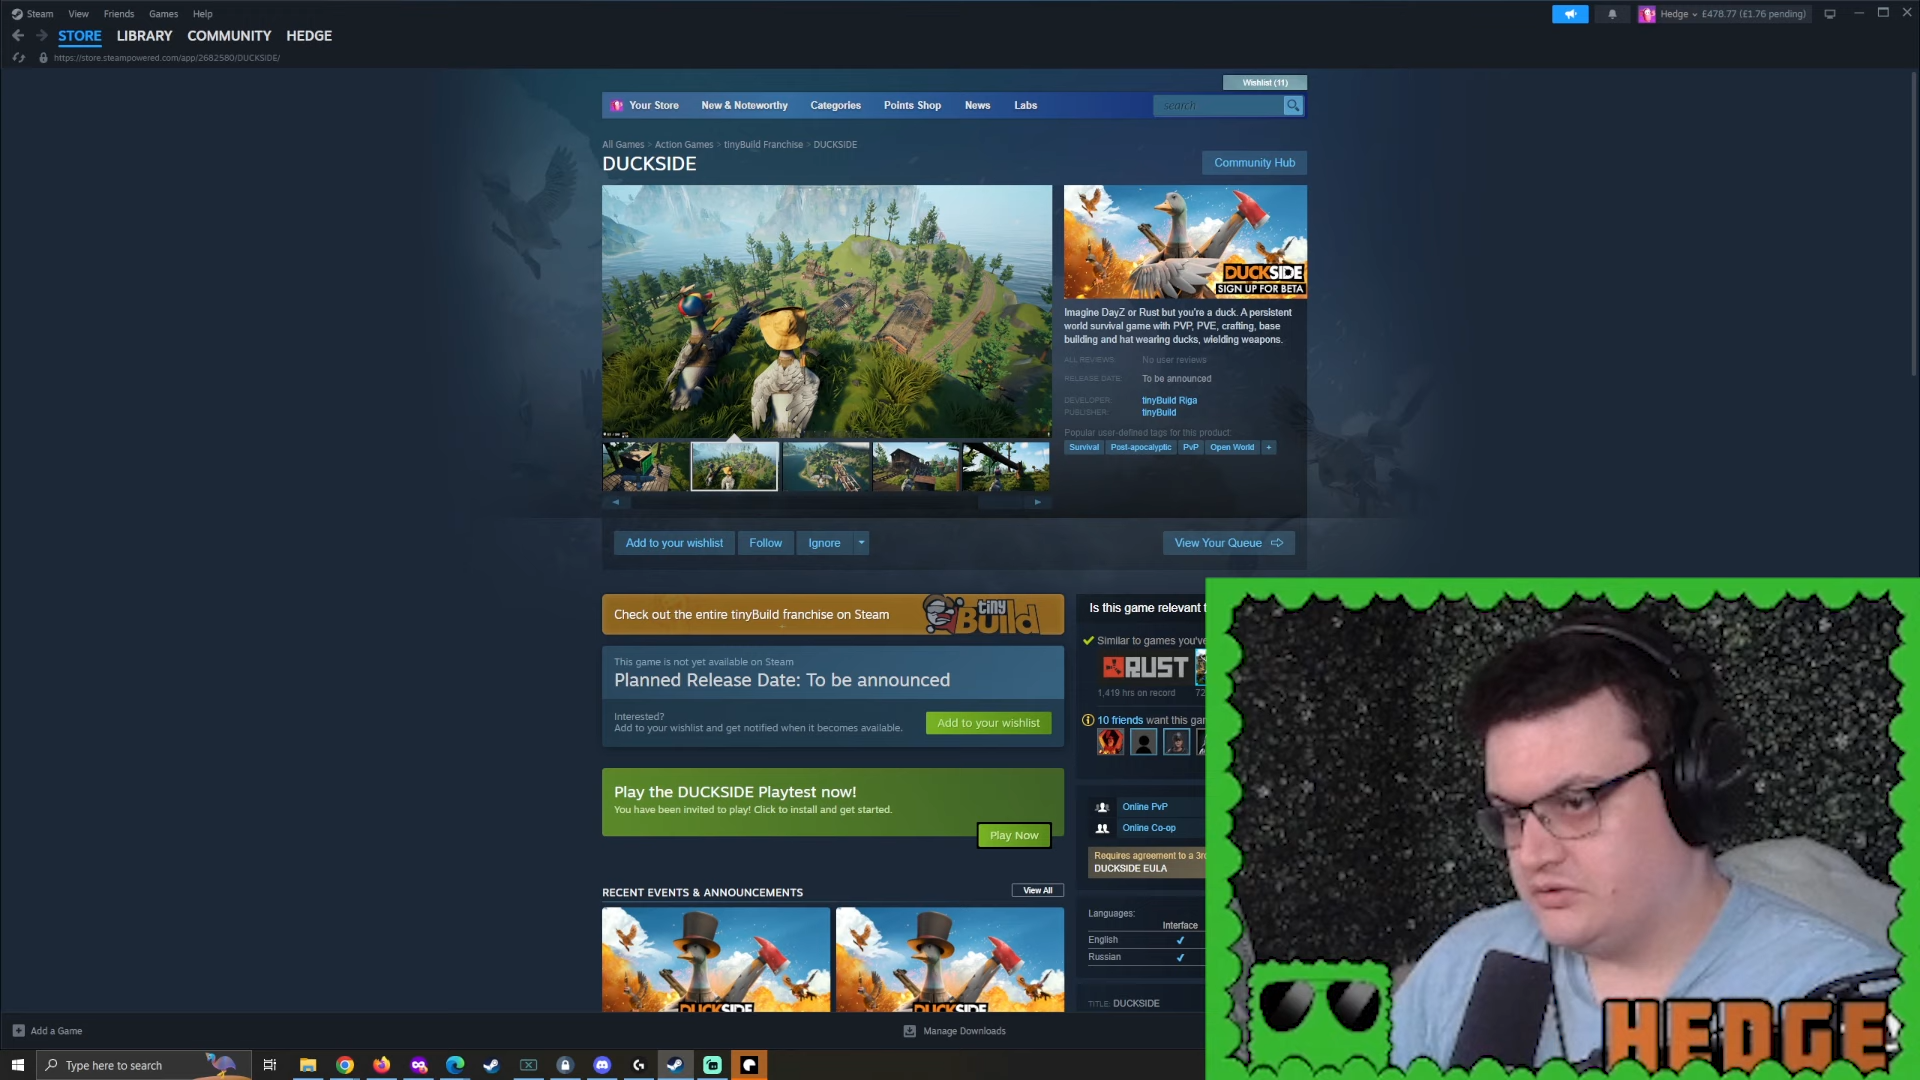 Steam View Friends Games Help
Hedge £478.77 (£1.76 pending)
STORE LIBRARY COMMUNITY HEDGE
https://store.steampowered.com/app/2682580/DUCKSIDE/
Wishlist (11)
Your Store New & Noteworthy Categories Points Shop News Labs search
All Games > Action Games > tinyBuild Franchise > DUCKSIDE
DUCKSIDE
Community Hub
DUCKSIDE
SIGN UP FOR BETA
Imagine DayZ or Rust but you're a duck. A persistent
world survival game with PVP, PVE, crafting, base
building and hat wearing ducks, wielding weapons.
ALL REVIEWS: No user reviews
RELEASE DATE: To be announced
DEVELOPER: tinyBuild Riga
PUBLISHER: tinyBuild
Popular user-defined tags for this product:
Survival Post-apocalyptic PvP Open World +
Add to your wishlist Follow Ignore
View Your Queue
Check out the entire tinyBuild franchise on Steam
tiny Build
This game is not yet available on Steam
Planned Release Date: To be announced
Interested?
Add to your wishlist and get notified when it becomes available.
Add to your wishlist
Play the DUCKSIDE Playtest now!
You have been invited to play! Click to install and get started.
Play Now
RECENT EVENTS & ANNOUNCEMENTS
View All
DUCKSIDE
DUCKSIDE
Is this game relevant t
Similar to games you've
RUST
1,419 hrs on record 72
10 friends want this gam
Online PvP
Online Co-op
Requires agreement to a 3r
DUCKSIDE EULA
Languages:
Interface
English ✔
Russian ✔
TITLE: DUCKSIDE
HEDGE
Add a Game
Manage Downloads
Type here to search